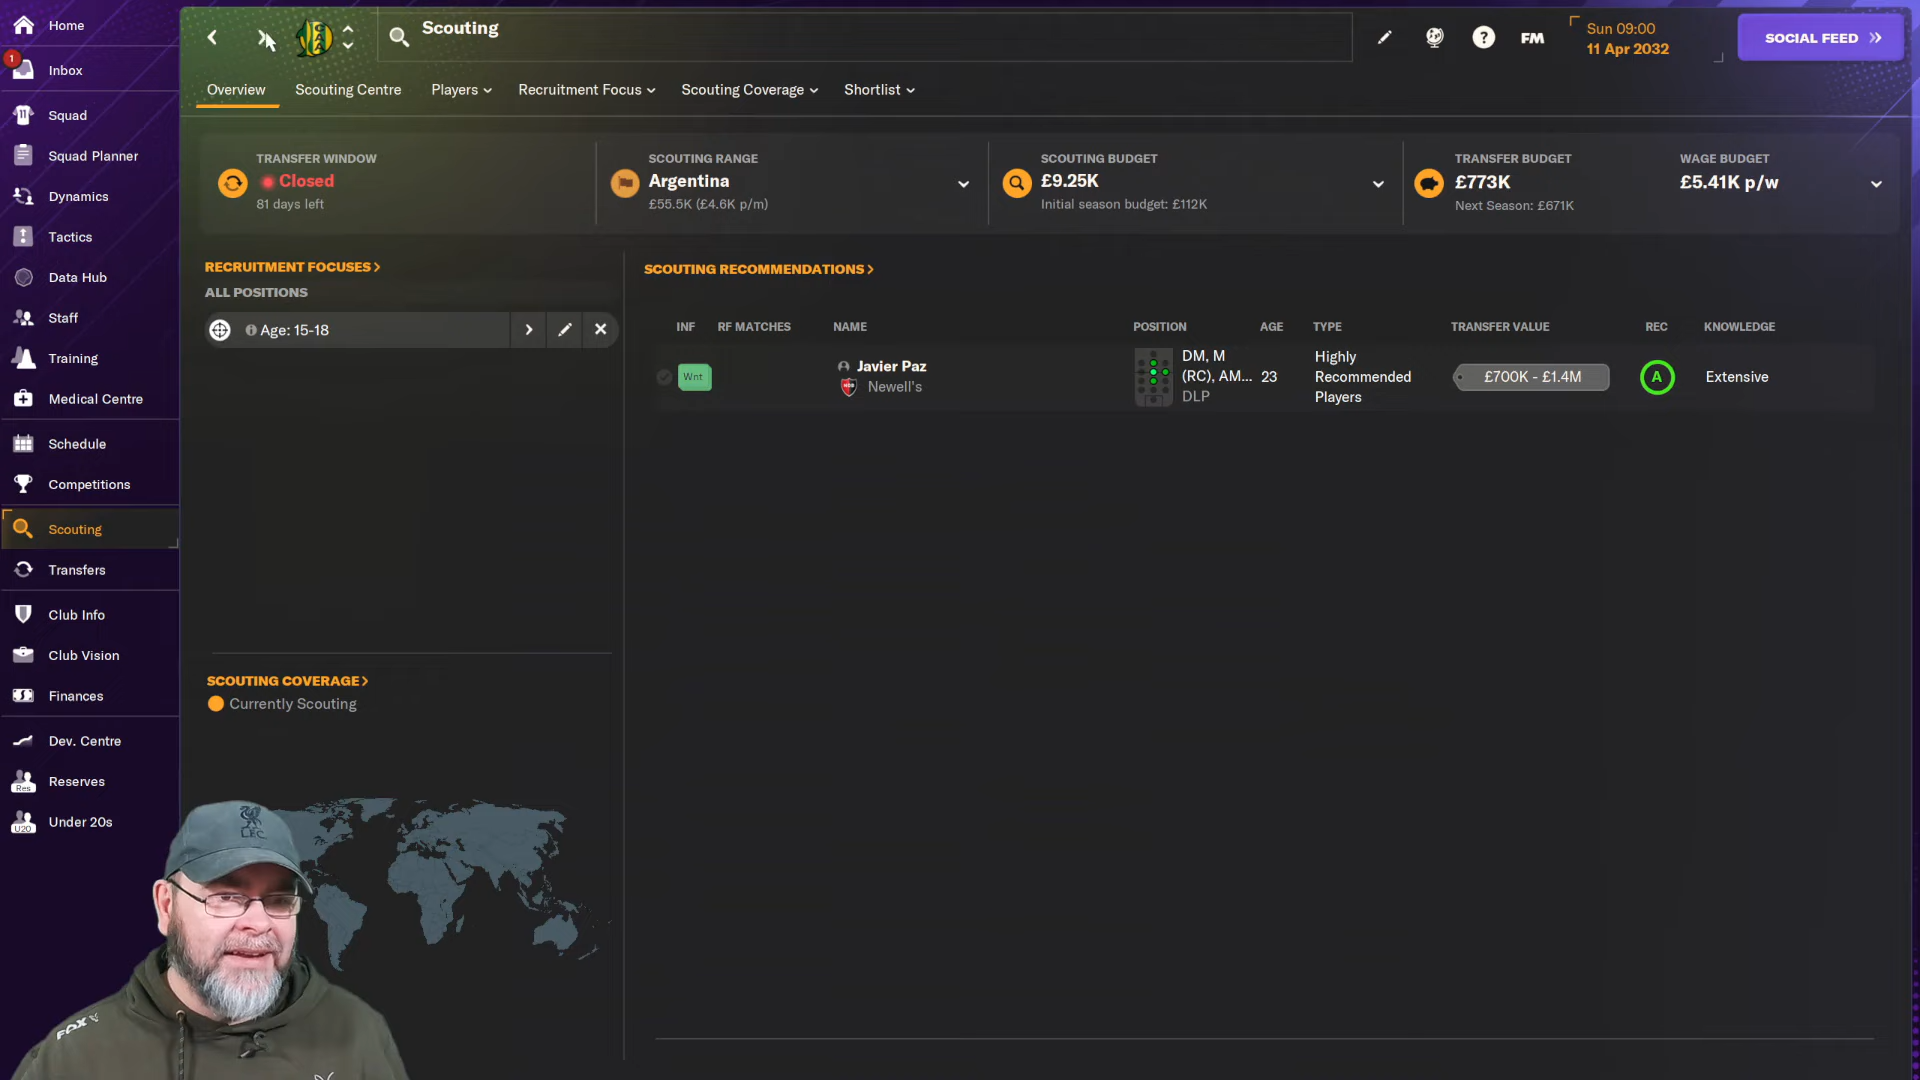 Home
1
Inbox
Squad
Squad Planner
Dynamics
Tactics
Data Hub
Staff
Training
Medical Centre
Schedule
Competitions
Scouting
Transfers
Club Info
Club Vision
Finances
Dev. Centre
Res
Reserves
U20
Under 20s
Scouting
?
FM
Sun 09:00
11 Apr 2032
SOCIAL FEED
Overview
Scouting Centre
Players
Recruitment Focus
Scouting Coverage
Shortlist
TRANSFER WINDOW
Closed
81 days left
SCOUTING RANGE
Argentina
£55.5K (£4.6K p/m)
SCOUTING BUDGET
£9.25K
Initial season budget: £112K
TRANSFER BUDGET
£773K
Next Season: £671K
WAGE BUDGET
£5.41K p/w
RECRUITMENT FOCUSES
ALL POSITIONS
Age: 15-18
SCOUTING RECOMMENDATIONS
INF RF MATCHES NAME POSITION AGE TYPE TRANSFER VALUE REC KNOWLEDGE
Wnt
Javier Paz
Newell's
DM, M
(RC), AM...
DLP
23
Highly
Recommended
Players
£700K - £1.4M
A
Extensive
SCOUTING COVERAGE
Currently Scouting
LFC
FOX